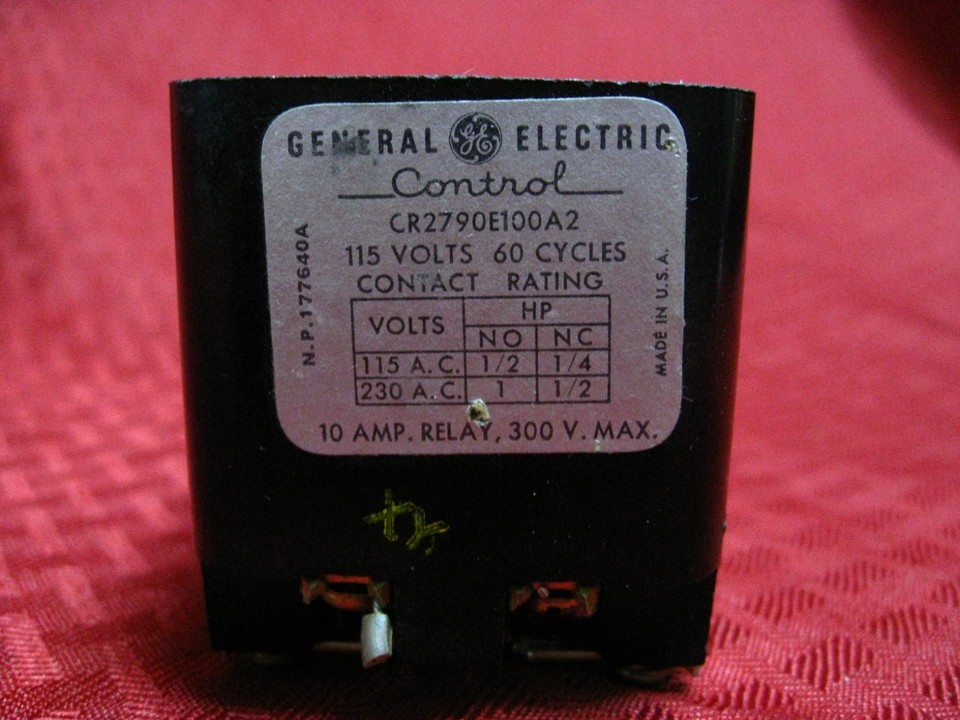 GENERAL GE ELECTRIC
Control
CR2790E100A2
115 VOLTS 60 CYCLES
CONTACT RATING
VOLTS HP
NO NC
115 A.C. 1/2 1/4
230 A.C. 1 1/2
10 AMP. RELAY, 300 V. MAX.
N.P.177640A
MADE IN U.S.A.